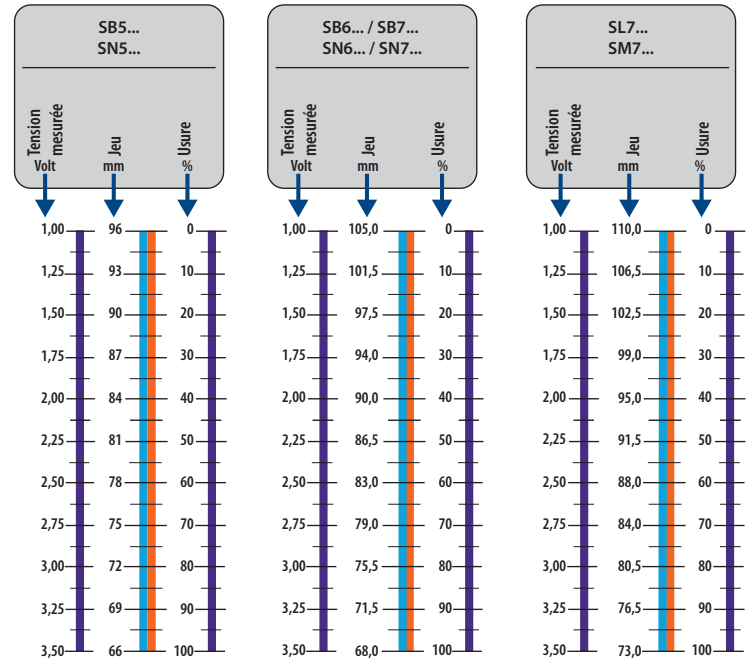 SB5...
SN5...
Tension
mesurée
Volt
Jeu
mm
Usure
%
1,00 96 0
1,25 93 10
1,50 90 20
1,75 87 30
2,00 84 40
2,25 81 50
2,50 78 60
2,75 75 70
3,00 72 80
3,25 69 90
3,50 66 100
SB6... / SB7...
SN6... / SN7...
Tension
mesurée
Volt
Jeu
mm
Usure
%
1,00 105,0 0
1,25 101,5 10
1,50 97,5 20
1,75 94,0 30
2,00 90,0 40
2,25 86,5 50
2,50 83,0 60
2,75 79,0 70
3,00 75,5 80
3,25 71,5 90
3,50 68,0 100
SL7...
SM7...
Tension
mesurée
Volt
Jeu
mm
Usure
%
1,00 110,0 0
1,25 106,5 10
1,50 102,5 20
1,75 99,0 30
2,00 95,0 40
2,25 91,5 50
2,50 88,0 60
2,75 84,0 70
3,00 80,5 80
3,25 76,5 90
3,50 73,0 100